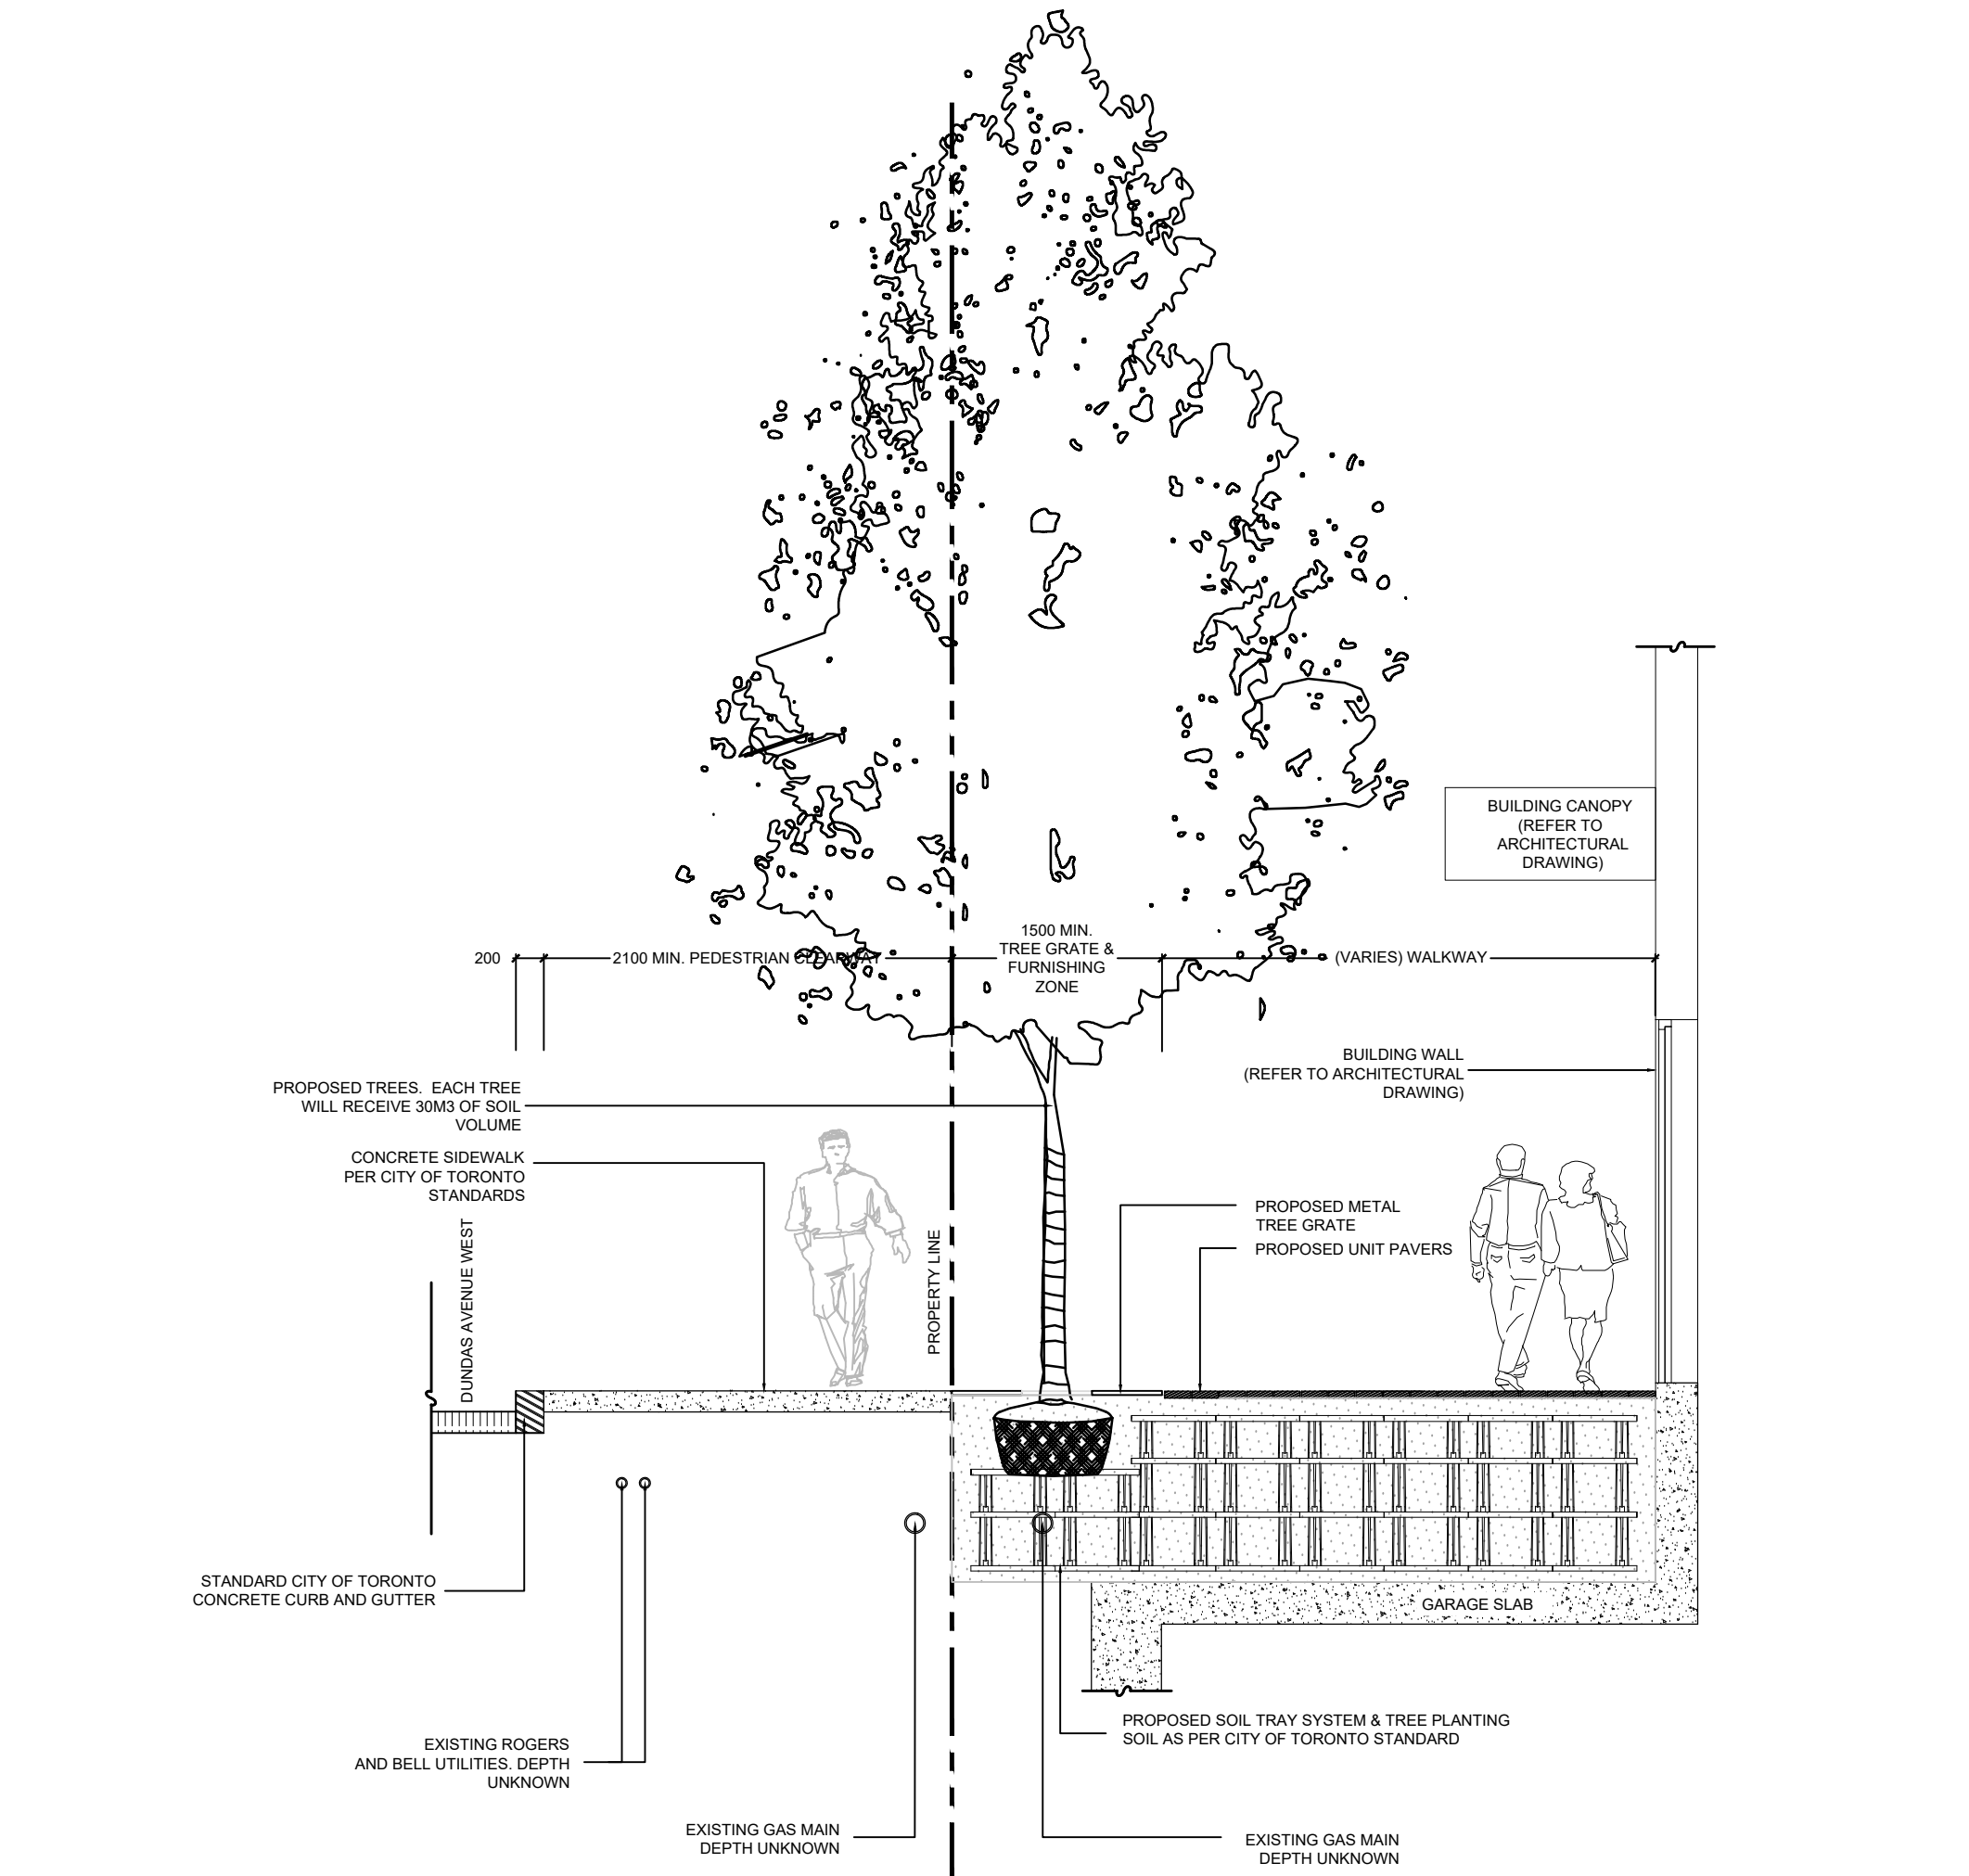 BUILDING CANOPY
(REFER TO
ARCHITECTURAL
DRAWING)
200
2100 MIN. PEDESTRIAN CLEARWAY
1500 MIN.
TREE GRATE &
FURNISHING
ZONE
(VARIES) WALKWAY
BUILDING WALL
(REFER TO ARCHITECTURAL
DRAWING)
PROPOSED TREES.  EACH TREE
WILL RECEIVE 30M3 OF SOIL
VOLUME
CONCRETE SIDEWALK
PER CITY OF TORONTO
STANDARDS
DUNDAS AVENUE WEST
PROPERTY LINE
PROPOSED METAL
TREE GRATE
PROPOSED UNIT PAVERS
STANDARD CITY OF TORONTO
CONCRETE CURB AND GUTTER
GARAGE SLAB
PROPOSED SOIL TRAY SYSTEM & TREE PLANTING
SOIL AS PER CITY OF TORONTO STANDARD
EXISTING ROGERS
AND BELL UTILITIES. DEPTH
UNKNOWN
EXISTING GAS MAIN
DEPTH UNKNOWN
EXISTING GAS MAIN
DEPTH UNKNOWN